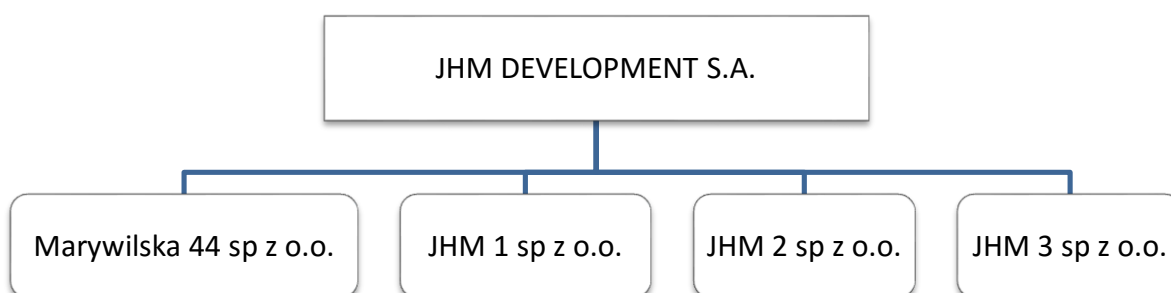 JHM DEVELOPMENT S.A.
Marywilska 44 sp z o.o.
JHM 1 sp z o.o.
JHM 2 sp z o.o.
JHM 3 sp z o.o.